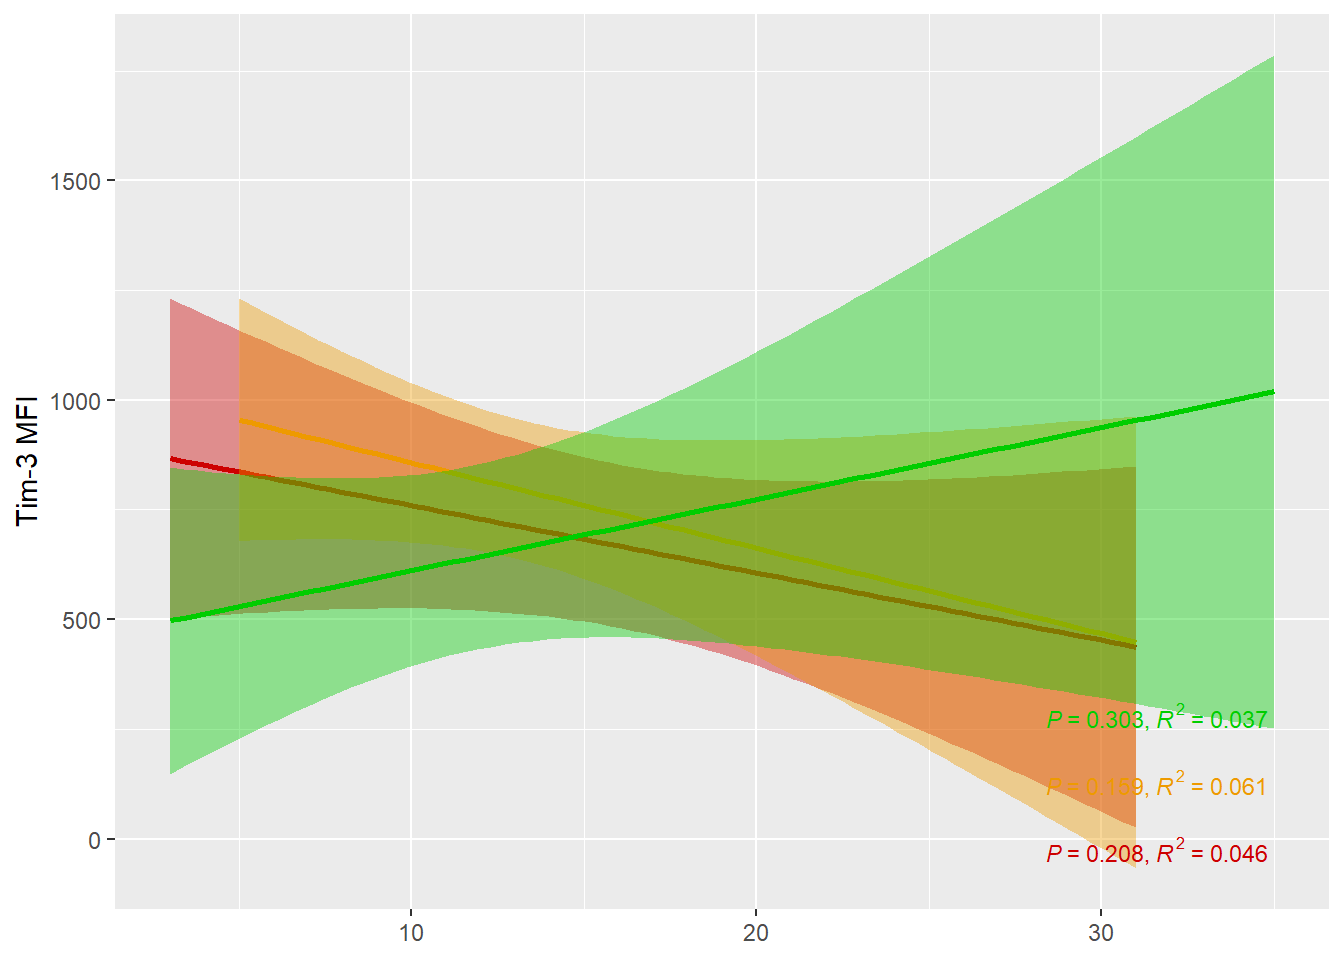 Tim-3 MFI
1500
1000
500
0
P = 0.303, R² = 0.037
P = 0.159, R² = 0.061
P = 0.208, R² = 0.046
10 20 30